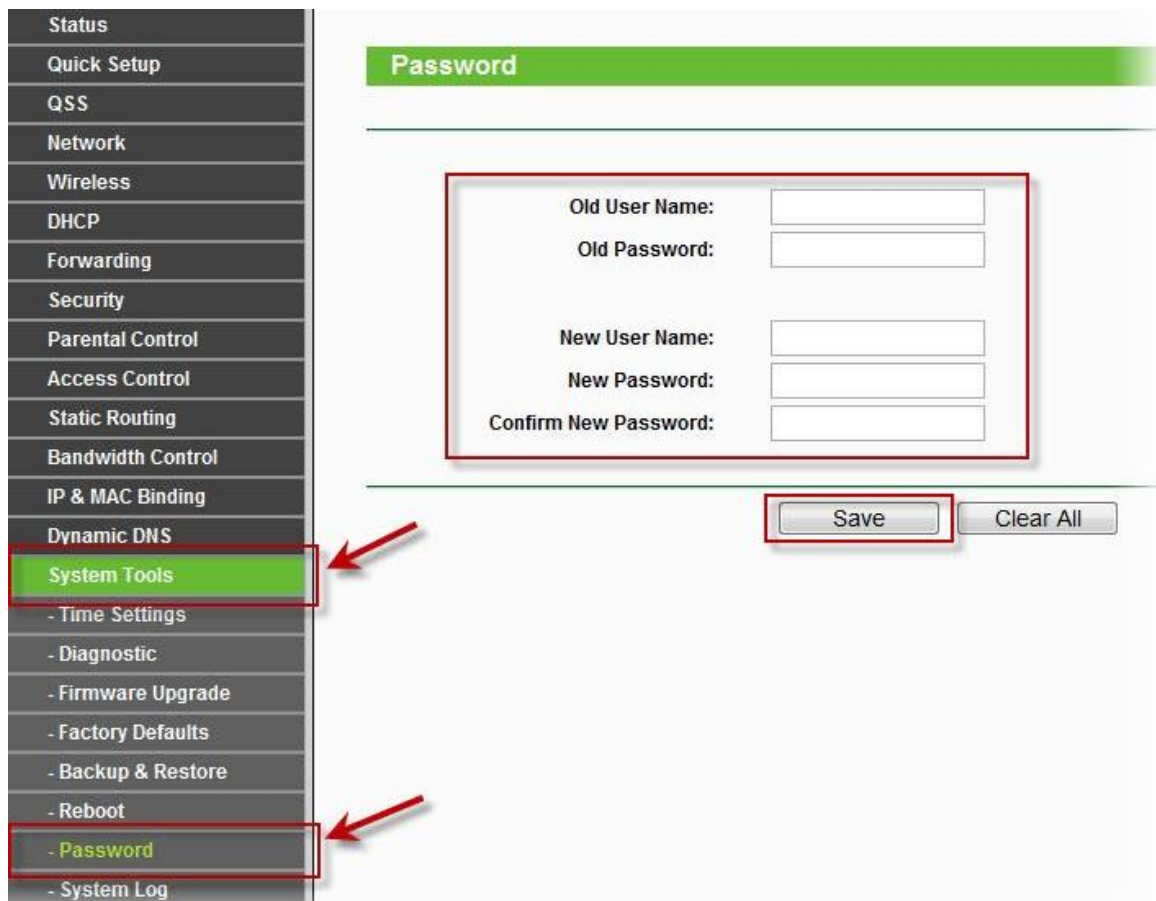 Status
Quick Setup
QSS
Network
Wireless
DHCP
Forwarding
Security
Parental Control
Access Control
Static Routing
Bandwidth Control
IP & MAC Binding
Dynamic DNS
System Tools
- Time Settings
- Diagnostic
- Firmware Upgrade
- Factory Defaults
- Backup & Restore
- Reboot
- Password
- System Log
Password
Old User Name:
Old Password:
New User Name:
New Password:
Confirm New Password:
Save Clear All